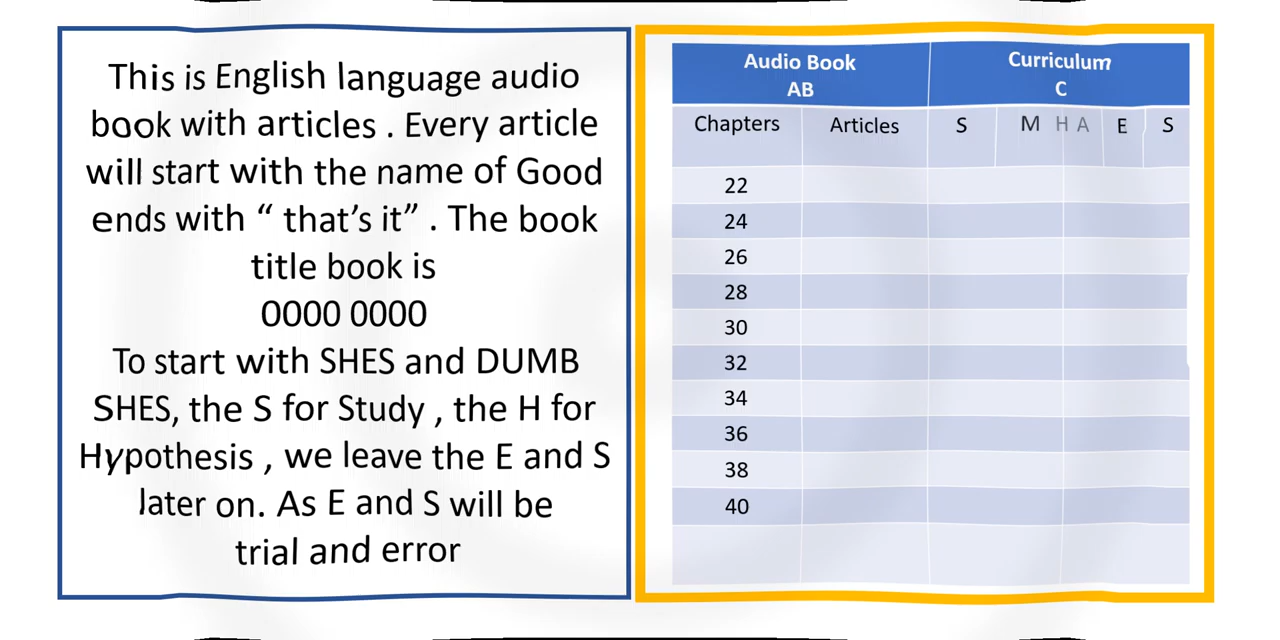 This is English language audio
book with articles . Every article
will start with the name of Good
ends with “ that’s it” . The book
title book is
0000 0000
To start with SHES and DUMB
SHES, the S for Study , the H for
Hypothesis , we leave the E and S
later on. As E and S will be
trial and error
Audio Book Curriculum
AB C
Chapters Articles S M H A E S
22
24
26
28
30
32
34
36
38
40